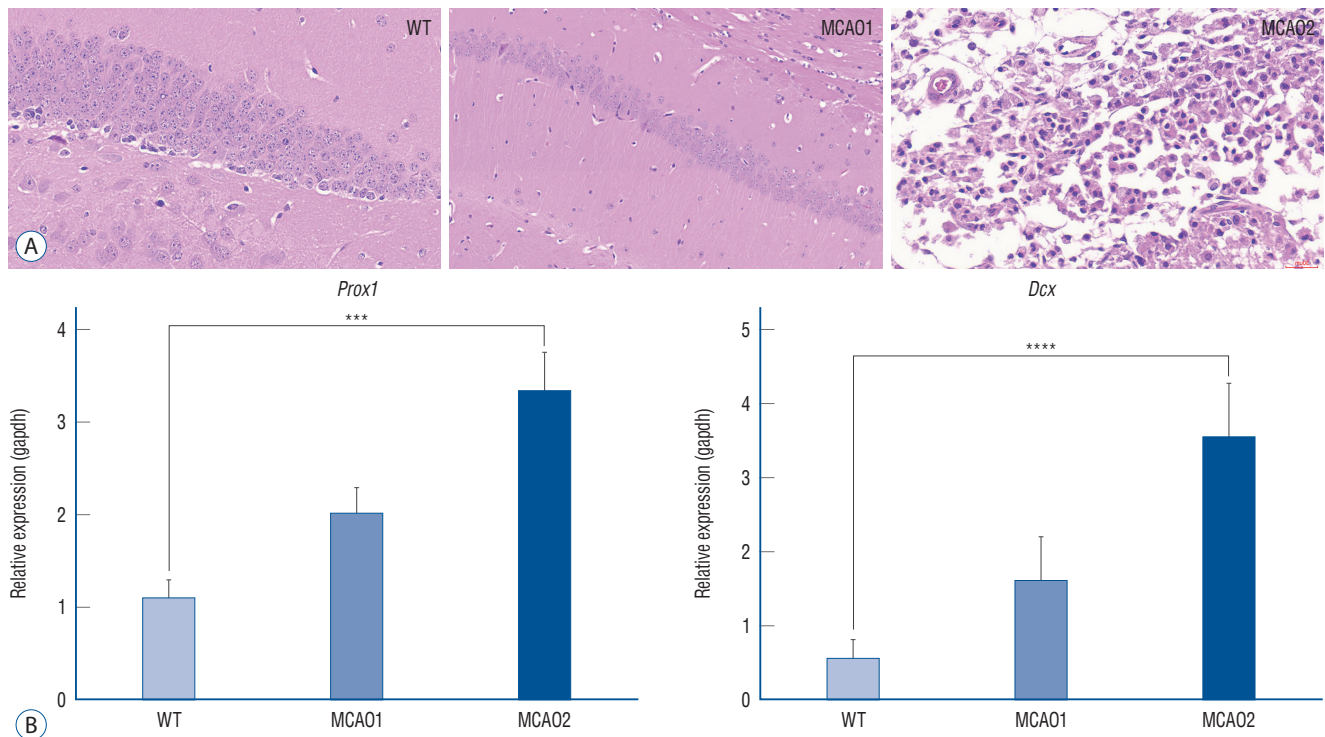 WT
MCAO1
MCAO2
A
Prox1
Relative expression (gapdh)
4
3
2
1
0
***
WT
MCAO1
MCAO2
Dcx
Relative expression (gapdh)
5
4
3
2
1
0
****
WT
MCAO1
MCAO2
B